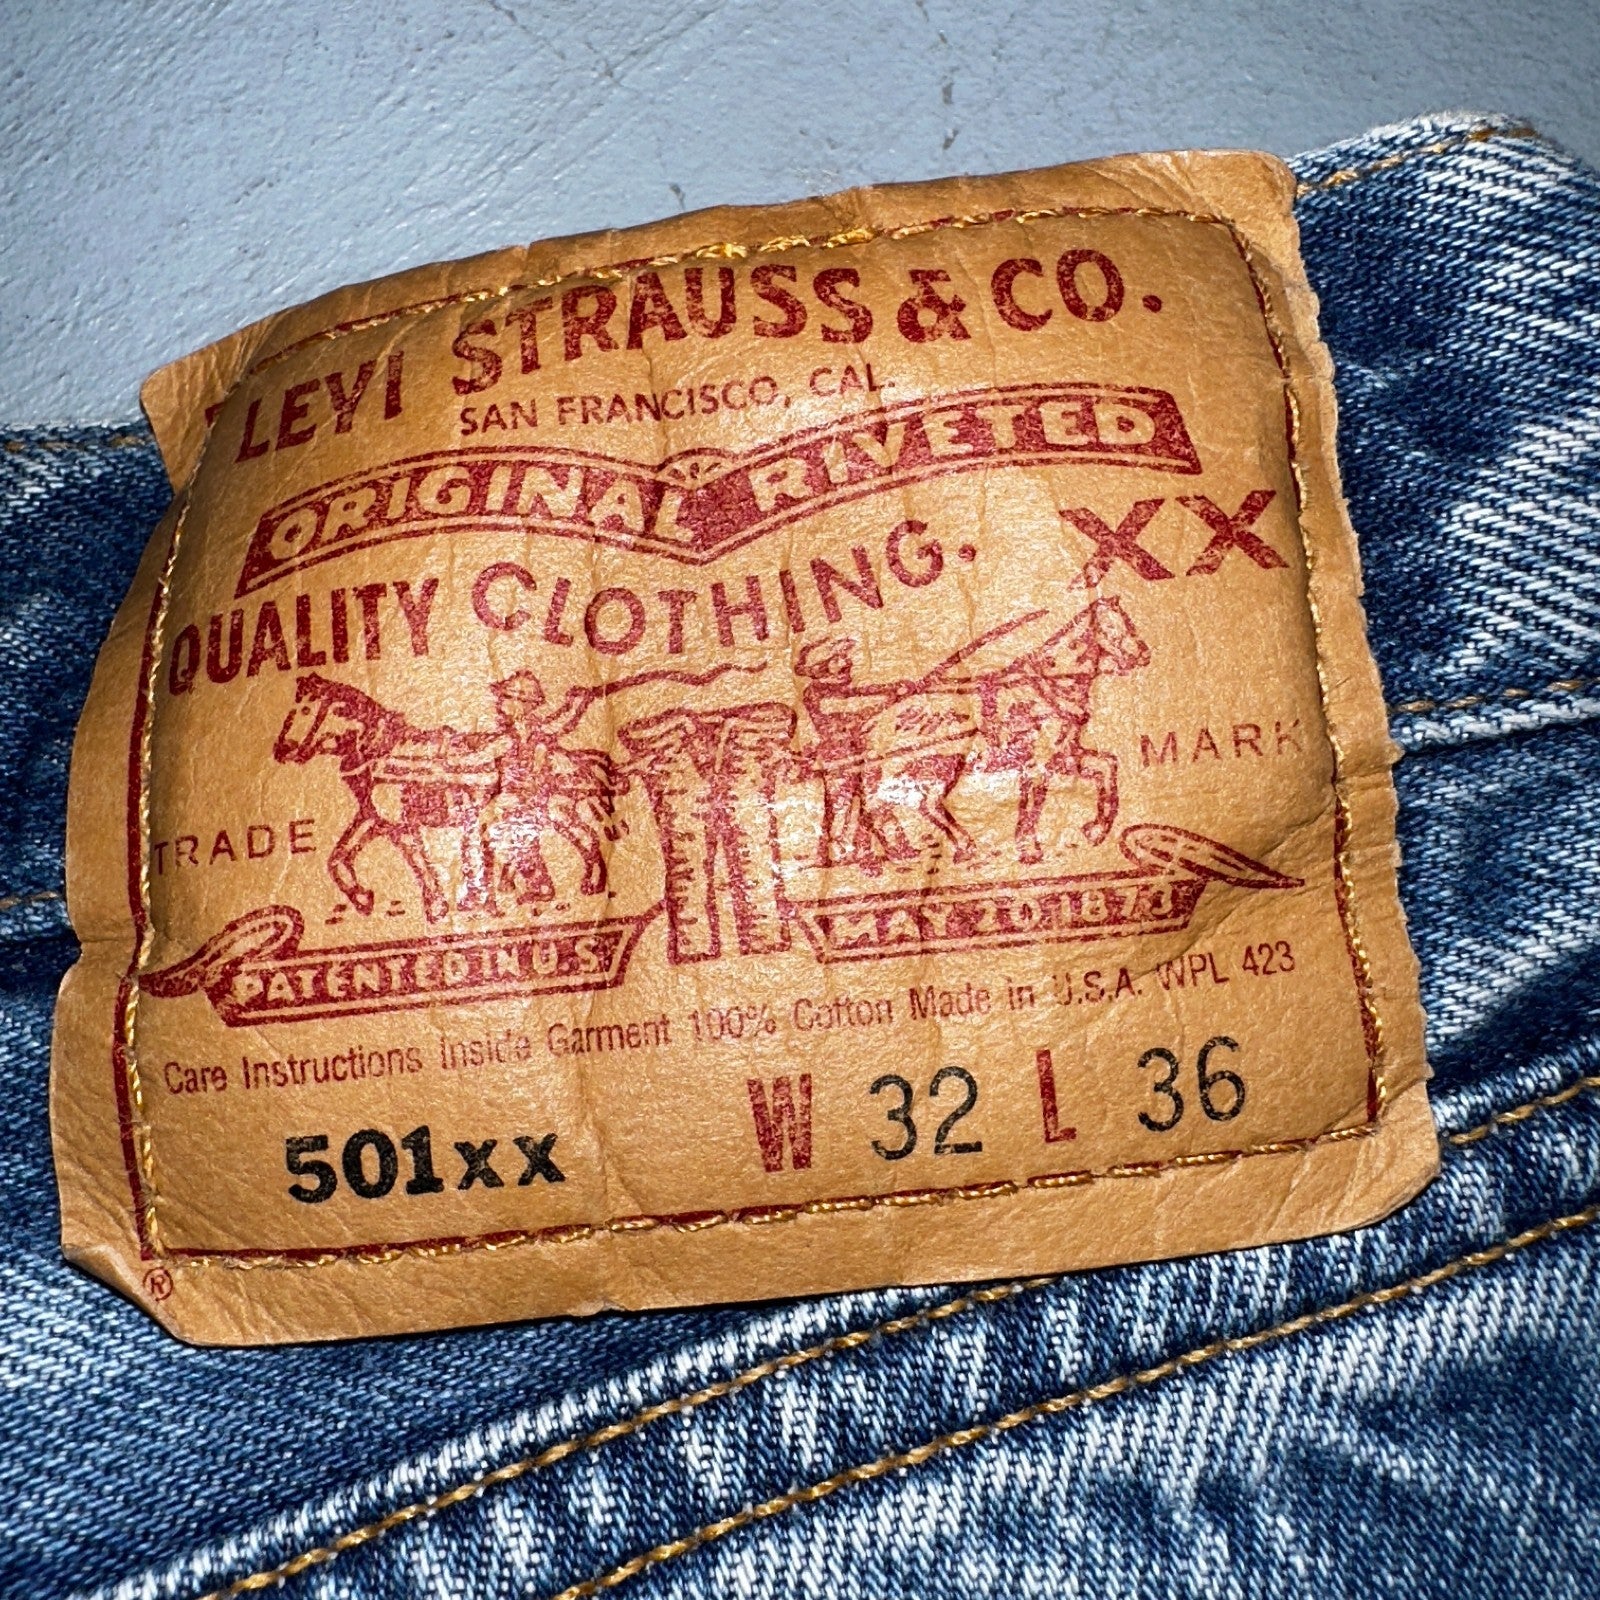 LEVI STRAUSS & CO.
SAN FRANCISCO, CAL.
ORIGINAL RIVETED
QUALITY CLOTHING.
XX
TRADE MARK
PATENTED IN U.S. MAY 20 1873
Care Instructions Inside Garment 100% Cotton Made in U.S.A. WPL 423
501xx W 32 L 36
®